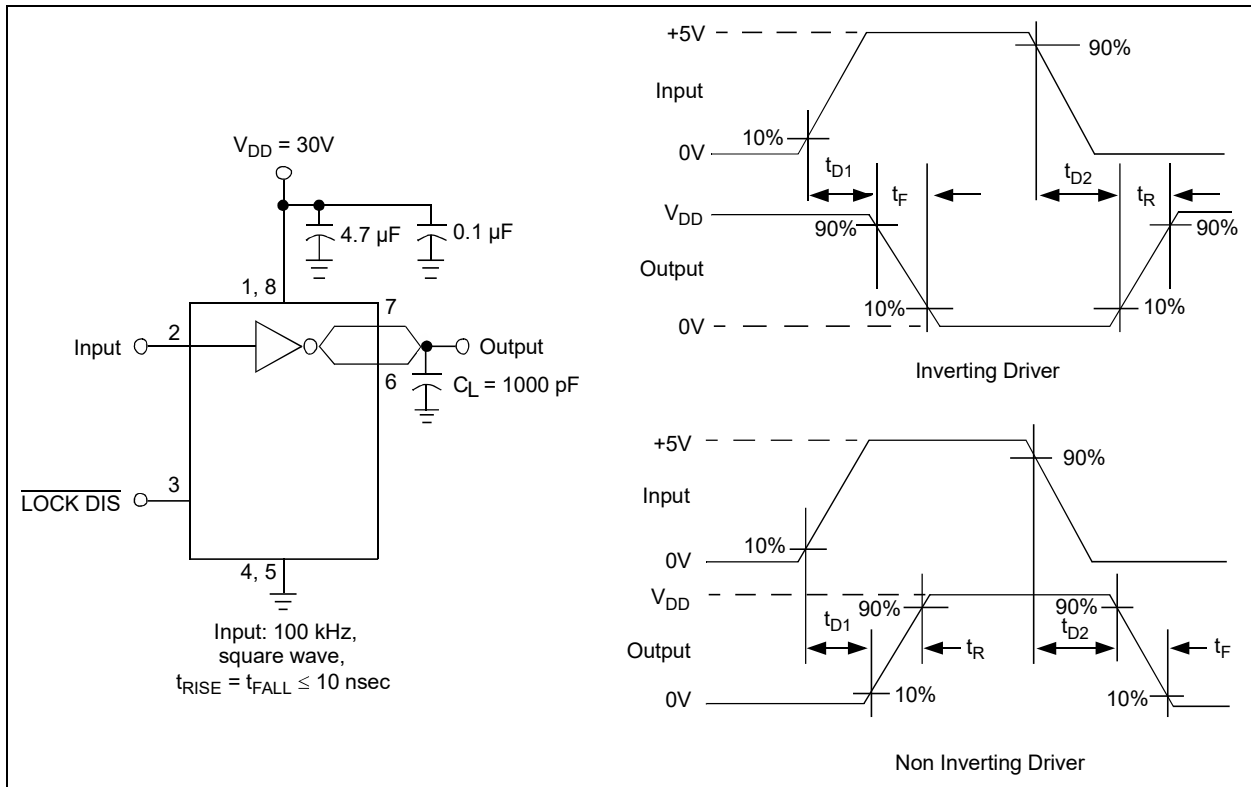 V_DD = 30V
4.7 µF
0.1 µF
1, 8
7
2
Input
Output
6
C_L = 1000 pF
3
LOCK DIS
4, 5
Input: 100 kHz,
square wave,
t_RISE = t_FALL ≤ 10 nsec
+5V
90%
Input
10%
0V
t_D1
t_F
t_D2
t_R
V_DD
90%
90%
Output
10%
10%
0V
Inverting Driver
+5V
90%
Input
10%
0V
V_DD
90%
90%
t_D1
t_R
t_D2
t_F
Output
10%
10%
0V
Non Inverting Driver